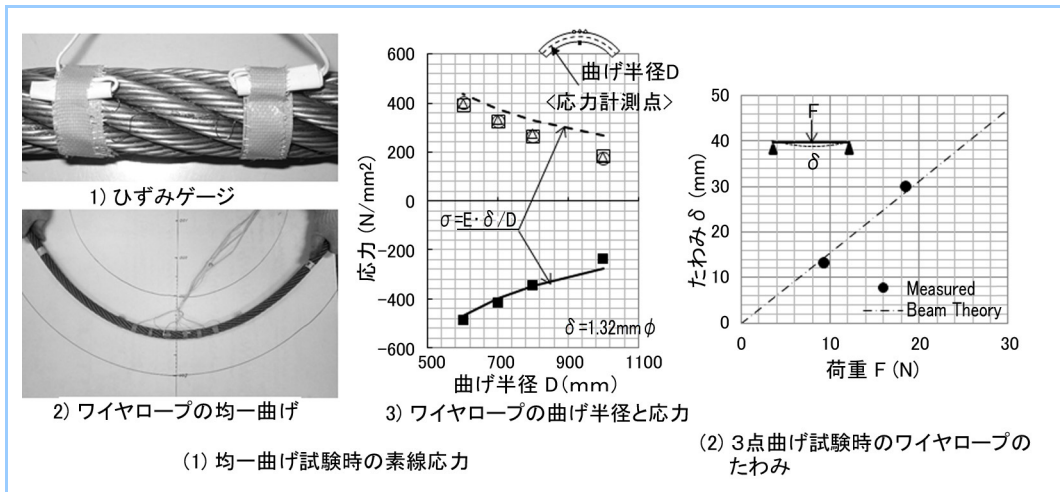 1) ひずみゲージ
2) ワイヤロープの均一曲げ
600
400
200
0
-200
-400
-600
応力 (N/mm2)
曲げ半径D
<応力計測点>
σ=E・δ/D
δ=1.32mmφ
500
700
900
1100
曲げ半径 D(mm)
3) ワイヤロープの曲げ半径と応力
(1) 均一曲げ試験時の素線応力
50
40
30
20
10
0
たわみ δ (mm)
F
δ
Measured
Beam Theory
0
10
20
30
荷重 F (N)
(2) 3点曲げ試験時のワイヤロープの
たわみ